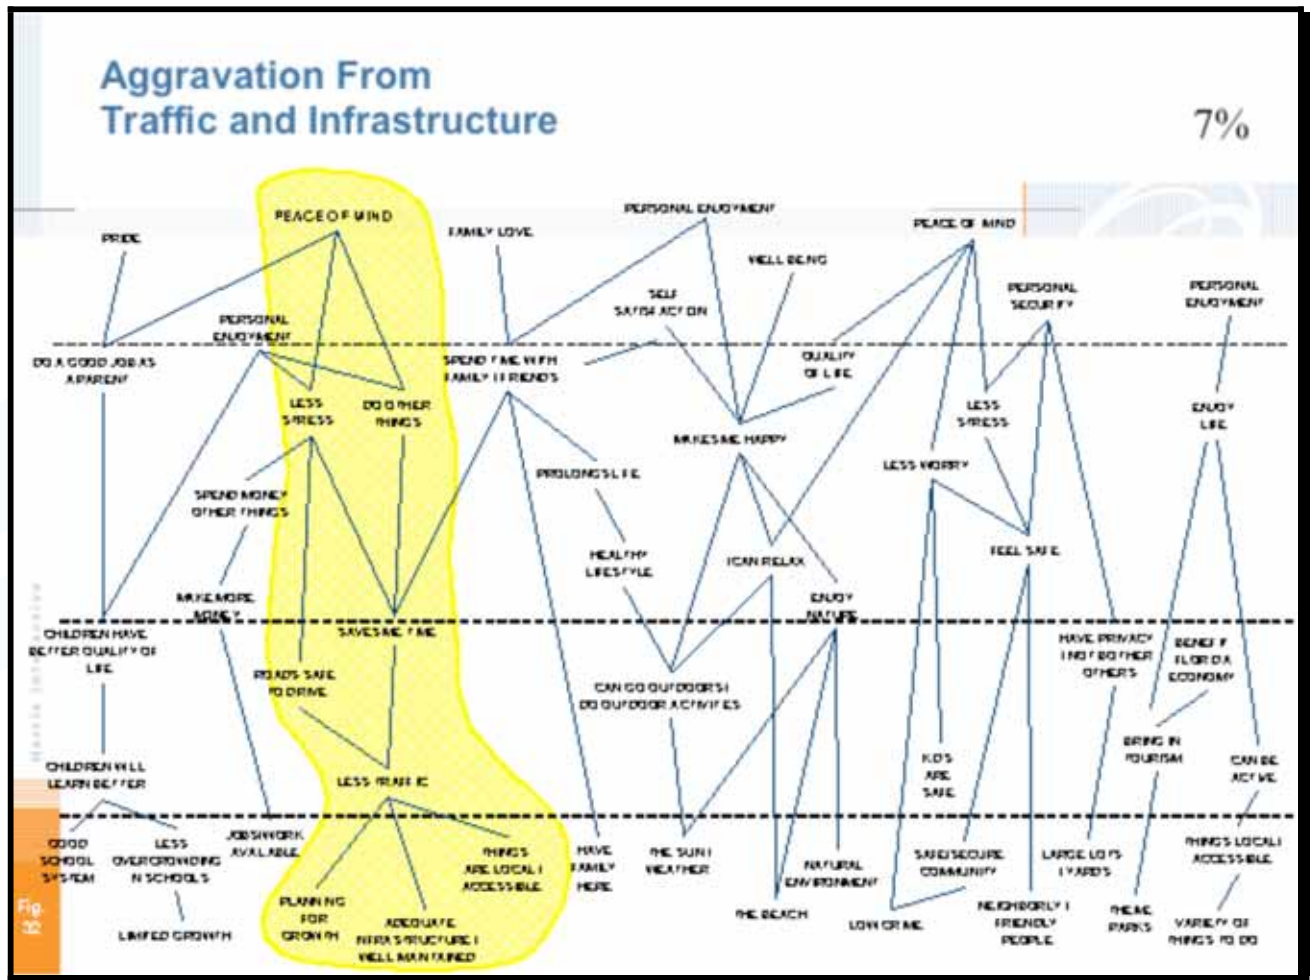 Aggravation From
Traffic and Infrastructure
7%
PEACE OF MIND
PERSONAL ENJOYMENT
PEACE OF MIND
PRIDE
FAMILY LOVE
WELL BEING
SELF
SATISFACTION
PERSONAL
SECURITY
PERSONAL
ENJOYMENT
PERSONAL
ENJOYMENT
DO A GOOD JOB AS
A PARENT
SPEND TIME WITH
FAMILY / FRIENDS
QUALITY
OF LIFE
LESS
STRESS
DO OTHER
THINGS
LESS
STRESS
ENJOY
LIFE
MAKES ME HAPPY
PROLONGS LIFE
LESS WORRY
SPEND MONEY
OTHER THINGS
HEALTHY
LIFESTYLE
I CAN RELAX
FEEL SAFE
MAKE MORE
MONEY
ENJOY
NATURE
CHILDREN HAVE
BETTER QUALITY OF
LIFE
SAVES ME TIME
HAVE PRIVACY
/ NOT BOTHER
OTHERS
BENEFIT
FLORIDA
ECONOMY
ROADS SAFE
TO DRIVE
CAN GO OUTDOORS /
DO OUTDOOR ACTIVITIES
BRING IN
TOURISM
KIDS
ARE
SAFE
CAN BE
ACTIVE
CHILDREN WILL
LEARN BETTER
LESS TRAFFIC
Harris Interactive
GOOD
SCHOOL
SYSTEM
LESS
OVERCROWDING
IN SCHOOLS
JOBS/WORK
AVAILABLE
THINGS
ARE LOCAL /
ACCESSIBLE
HAVE
FAMILY
HERE
THE SUN /
WEATHER
NATURAL
ENVIRONMENT
SAFE/SECURE
COMMUNITY
LARGE LOTS
/ YARDS
THINGS LOCAL /
ACCESSIBLE
PLANNING
FOR
GROWTH
ADEQUATE
INFRASTRUCTURE /
WELL MAINTAINED
THE BEACH
LOW CRIME
NEIGHBORLY /
FRIENDLY
PEOPLE
THEME
PARKS
VARIETY OF
THINGS TO DO
LIMITED GROWTH
Fig.
32